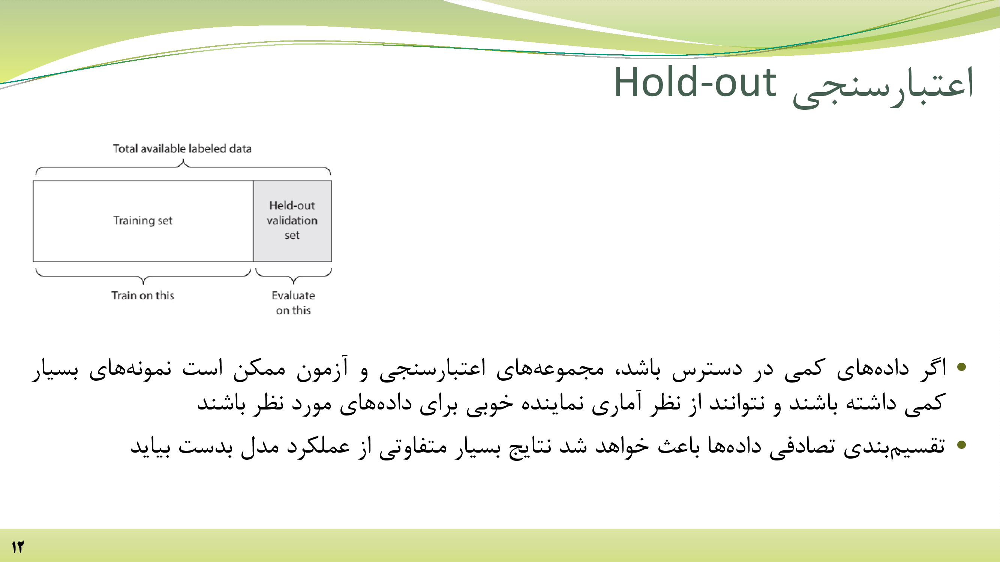 اعتبارسنجی Hold-out
Total available labeled data
Training set
Held-out
validation
set
Train on this
Evaluate
on this
• اگر داده‌های کمی در دسترس باشد، مجموعه‌های اعتبارسنجی و آزمون ممکن است نمونه‌های بسیار
کمی داشته باشند و نتوانند از نظر آماری نماینده خوبی برای داده‌های مورد نظر باشند
• تقسیم‌بندی تصادفی داده‌ها باعث خواهد شد نتایج بسیار متفاوتی از عملکرد مدل بدست بیاید
۱۲